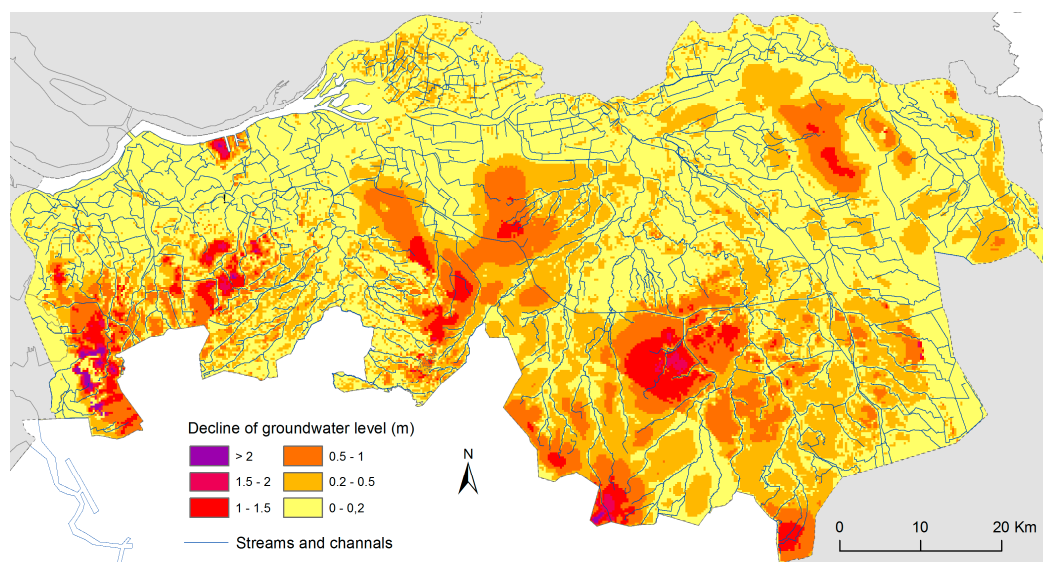 Decline of groundwater level (m)
> 2
0.5 - 1
1.5 - 2
0.2 - 0.5
1 - 1.5
0 - 0,2
Streams and channels
N
0 10 20 Km